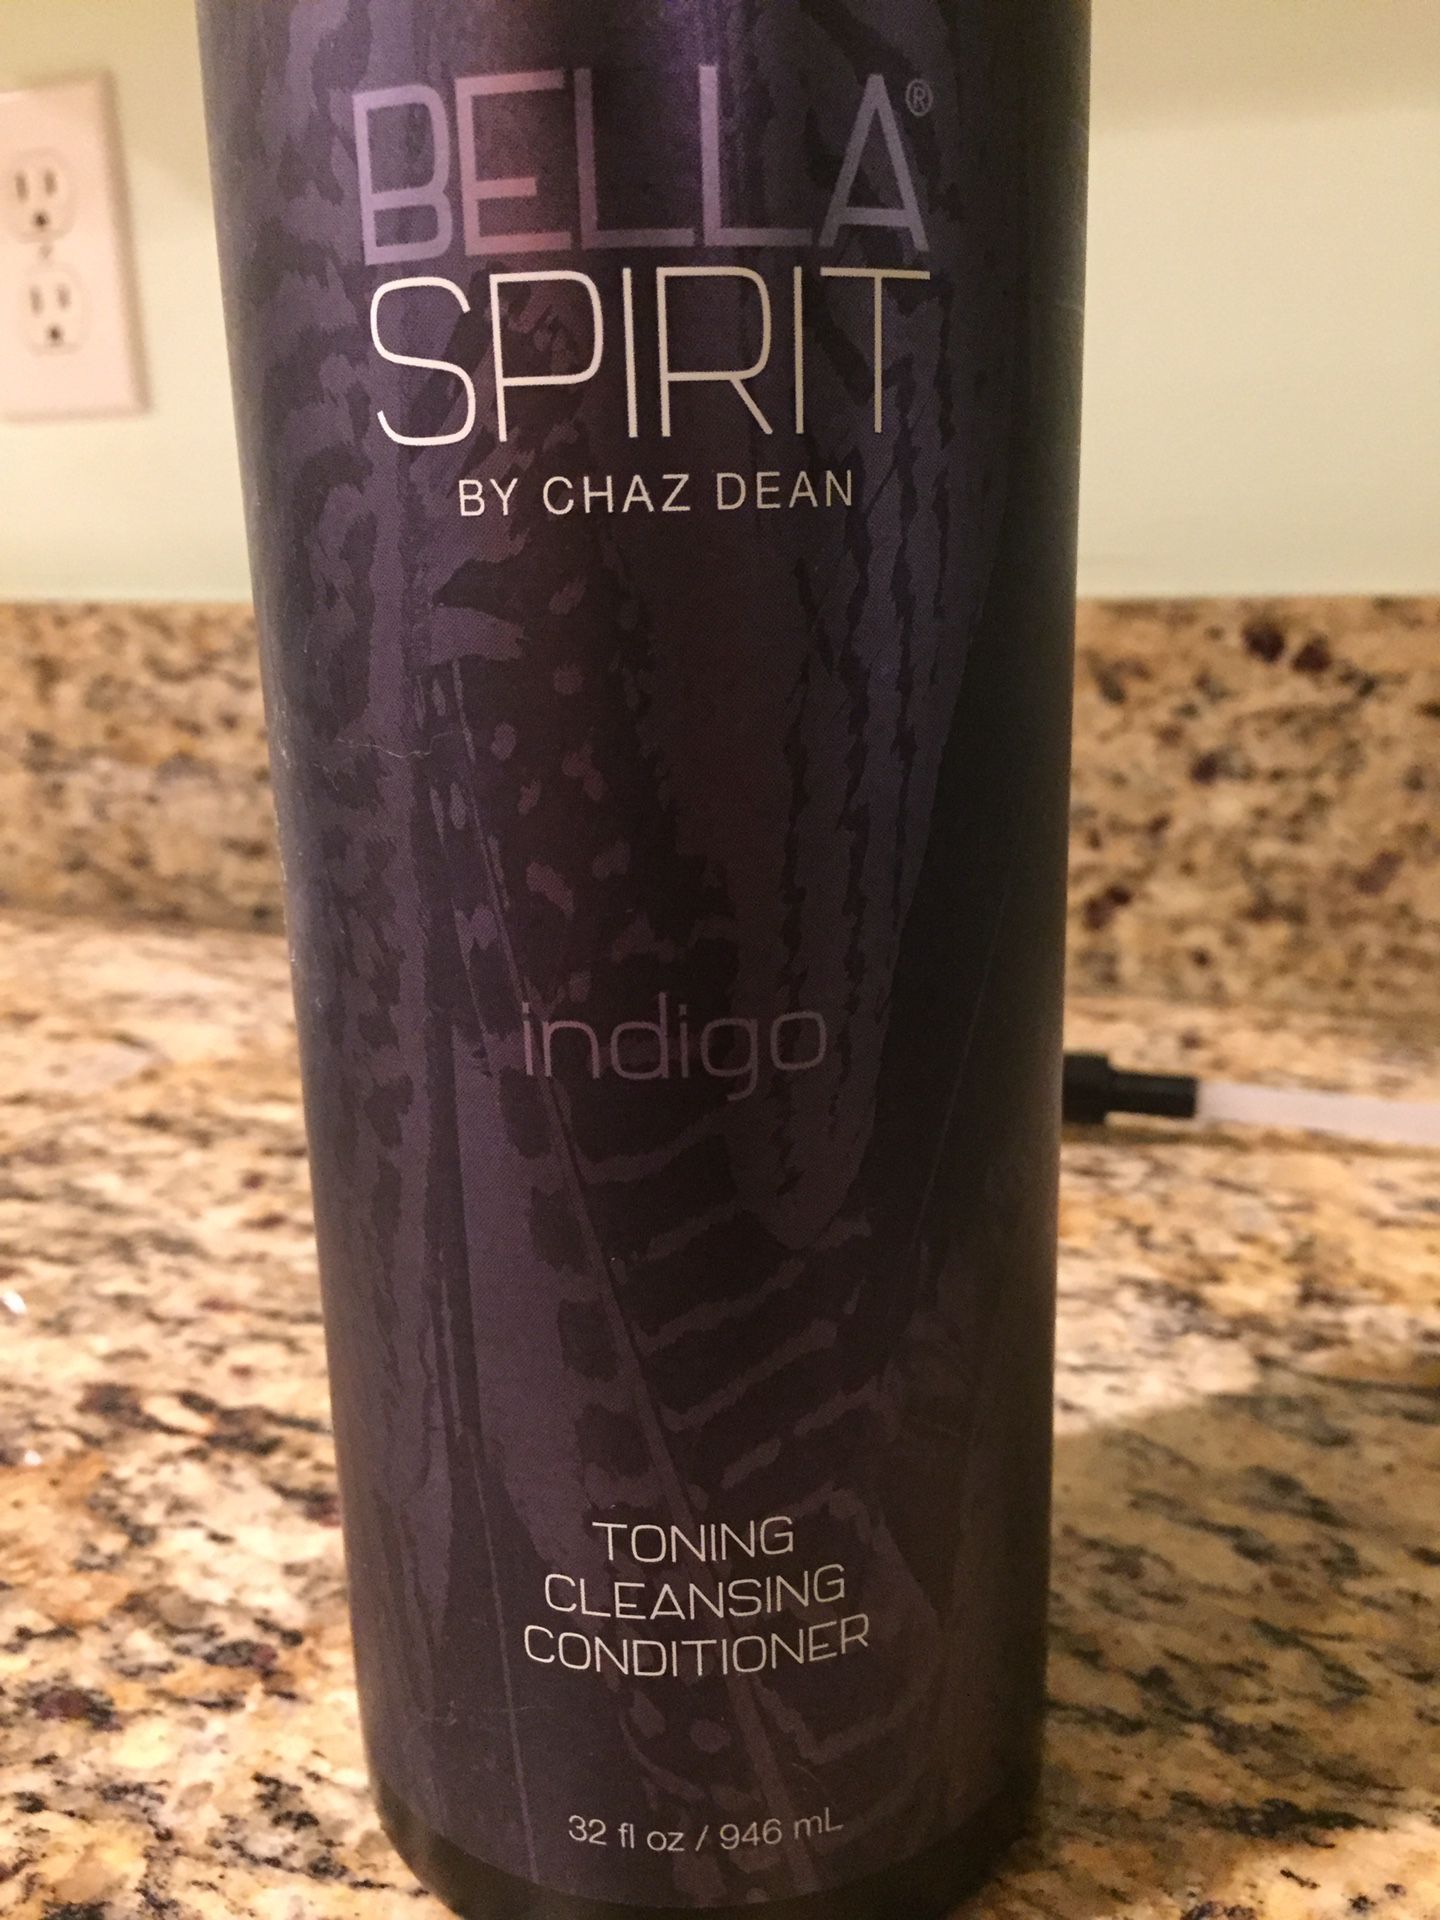 BELLA®
SPIRIT
BY CHAZ DEAN
indigo
TONING
CLEANSING
CONDITIONER
32 fl oz / 946 mL